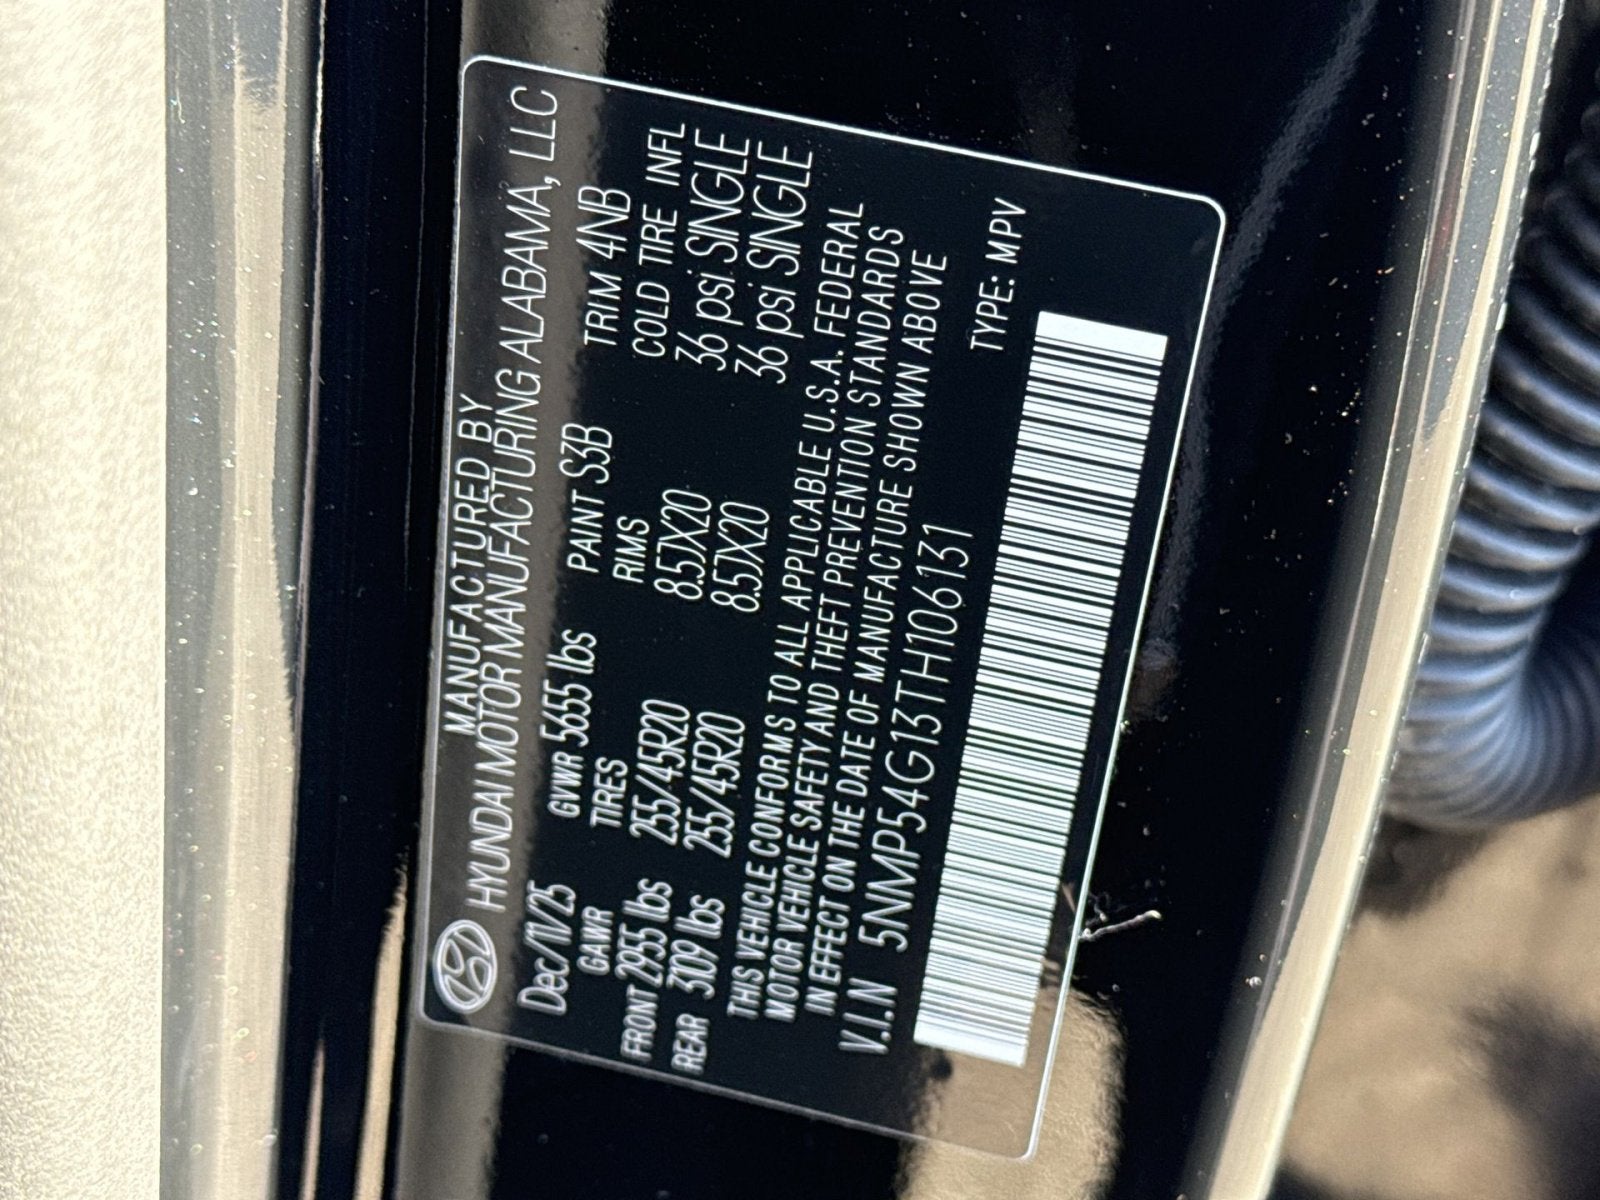 MANUFACTURED BY
HYUNDAI MOTOR MANUFACTURING ALABAMA, LLC
Dec/11/25 GVWR 5655 lbs PAINT S3B TRIM 4NB
GAWR TIRES RIMS COLD TIRE INFL
FRONT 2955 lbs 255/45R20 8.5JX20 36 psi SINGLE
REAR 3109 lbs 255/45R20 8.5JX20 36 psi SINGLE
THIS VEHICLE CONFORMS TO ALL APPLICABLE U.S.A. FEDERAL
MOTOR VEHICLE SAFETY AND THEFT PREVENTION STANDARDS
IN EFFECT ON THE DATE OF MANUFACTURE SHOWN ABOVE
V.I.N 5NMP54G13TH106131 TYPE: MPV